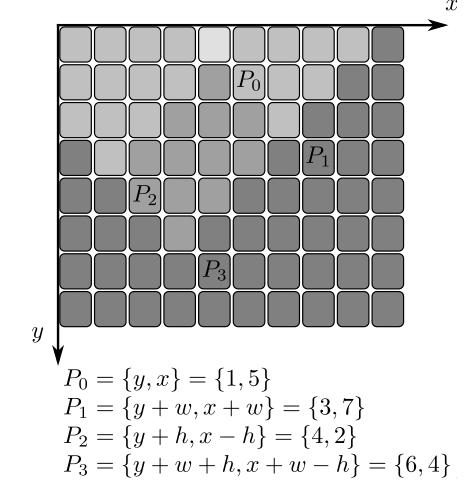 x
P₀
P₁
P₂
P₃
y
P₀ = {y, x} = {1, 5}
P₁ = {y + w, x + w} = {3, 7}
P₂ = {y + h, x − h} = {4, 2}
P₃ = {y + w + h, x + w − h} = {6, 4}